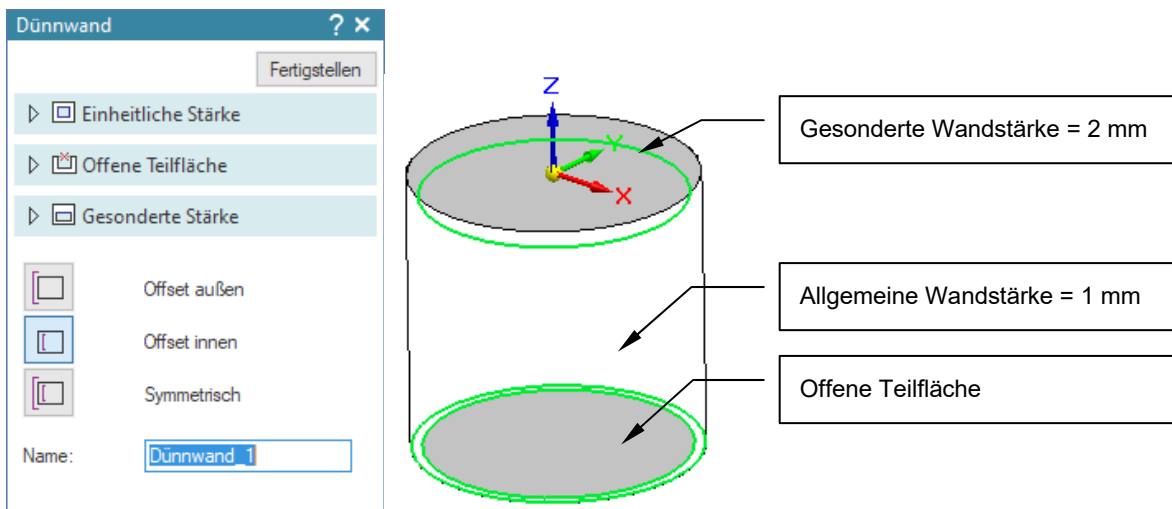 Dünnwand ? ×
Fertigstellen
Einheitliche Stärke
Offene Teilfläche
Gesonderte Stärke
Offset außen
Offset innen
Symmetrisch
Name: Dünnwand_1
Z
Y
X
Gesonderte Wandstärke = 2 mm
Allgemeine Wandstärke = 1 mm
Offene Teilfläche